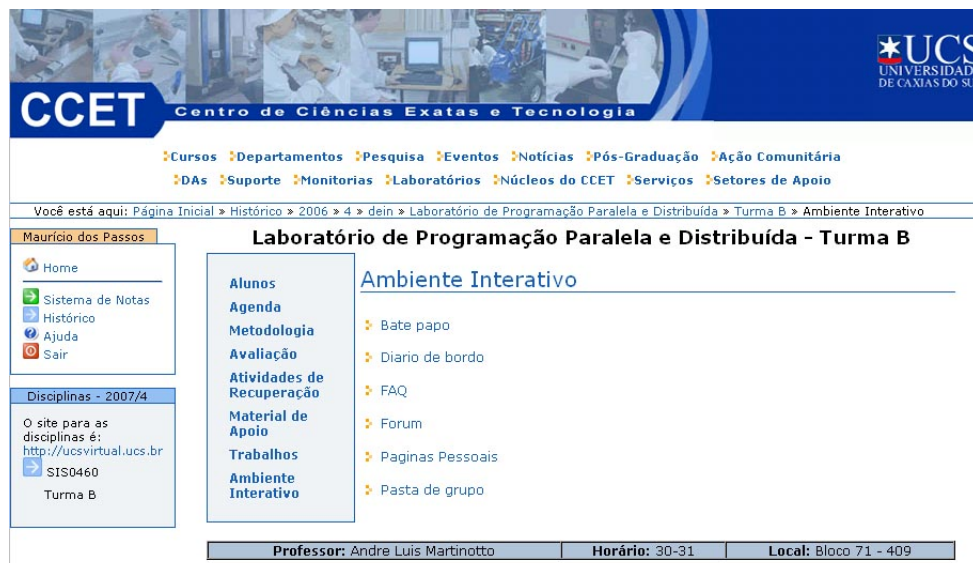 CCET
Centro de Ciências Exatas e Tecnologia
UCS
UNIVERSIDAD
DE CAXIAS DO SU
Cursos Departamentos Pesquisa Eventos Notícias Pós-Graduação Ação Comunitária
DAs Suporte Monitorias Laboratórios Núcleos do CCET Serviços Setores de Apoio
Você está aqui: Página Inicial » Histórico » 2006 » 4 » dein » Laboratório de Programação Paralela e Distribuída » Turma B » Ambiente Interativo
Maurício dos Passos
Home
Sistema de Notas
Histórico
Ajuda
Sair
Disciplinas - 2007/4
O site para as
disciplinas é:
http://ucsvirtual.ucs.br
SIS0460
Turma B
Laboratório de Programação Paralela e Distribuída - Turma B
Alunos
Agenda
Metodologia
Avaliação
Atividades de
Recuperação
Material de
Apoio
Trabalhos
Ambiente
Interativo
Ambiente Interativo
Bate papo
Diario de bordo
FAQ
Forum
Paginas Pessoais
Pasta de grupo
Professor: Andre Luis Martinotto Horário: 30-31 Local: Bloco 71 - 409